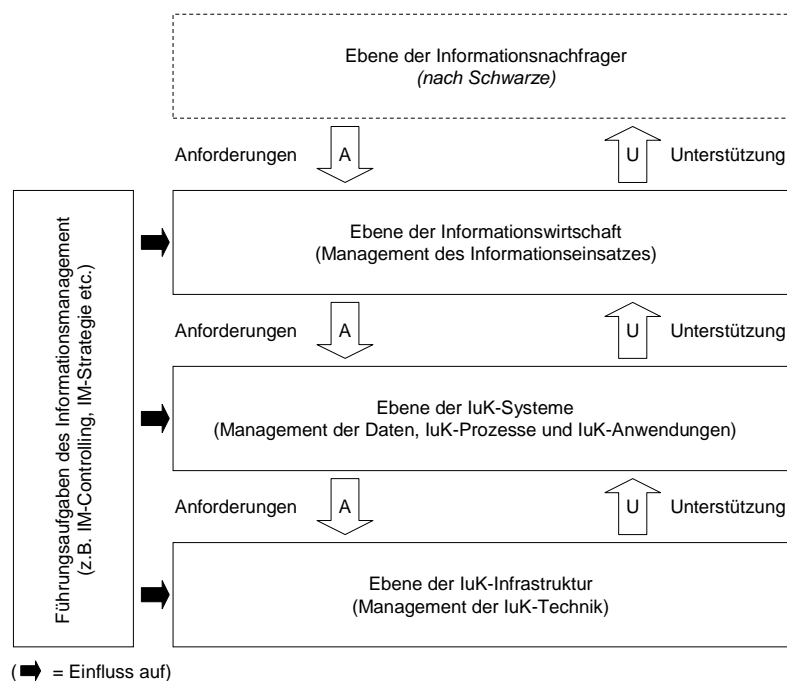 Ebene der Informationsnachfrager
(nach Schwarze)
Anforderungen A U Unterstützung
Führungsaufgaben des Informationsmanagement
(z.B. IM-Controlling, IM-Strategie etc.)
Ebene der Informationswirtschaft
(Management des Informationseinsatzes)
Anforderungen A U Unterstützung
Ebene der IuK-Systeme
(Management der Daten, IuK-Prozesse und IuK-Anwendungen)
Anforderungen A U Unterstützung
Ebene der IuK-Infrastruktur
(Management der IuK-Technik)
( = Einfluss auf)